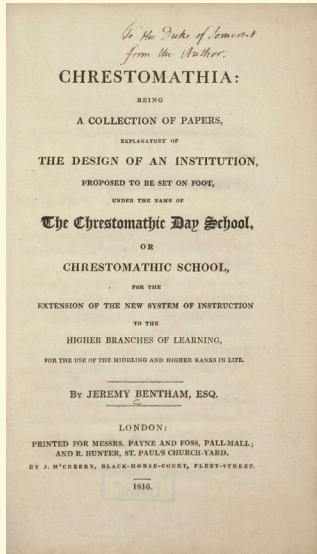 To the Duke of Somerset
from the Author.
CHRESTOMATHIA:
BEING
A COLLECTION OF PAPERS,
EXPLANATORY OF
THE DESIGN OF AN INSTITUTION,
PROPOSED TO BE SET ON FOOT,
UNDER THE NAME OF
The Chrestomathic Day School,
OR
CHRESTOMATHIC SCHOOL,
FOR THE
EXTENSION OF THE NEW SYSTEM OF INSTRUCTION
TO THE
HIGHER BRANCHES OF LEARNING,
FOR THE USE OF THE MIDDLING AND HIGHER RANKS IN LIFE.
BY JEREMY BENTHAM, ESQ.
LONDON:
PRINTED FOR MESSRS. PAYNE AND FOSS, PALL-MALL;
AND R. HUNTER, ST. PAUL'S CHURCH-YARD.
BY J. M'CREERY, BLACK-HORSE-COURT, FLEET-STREET.
1816.